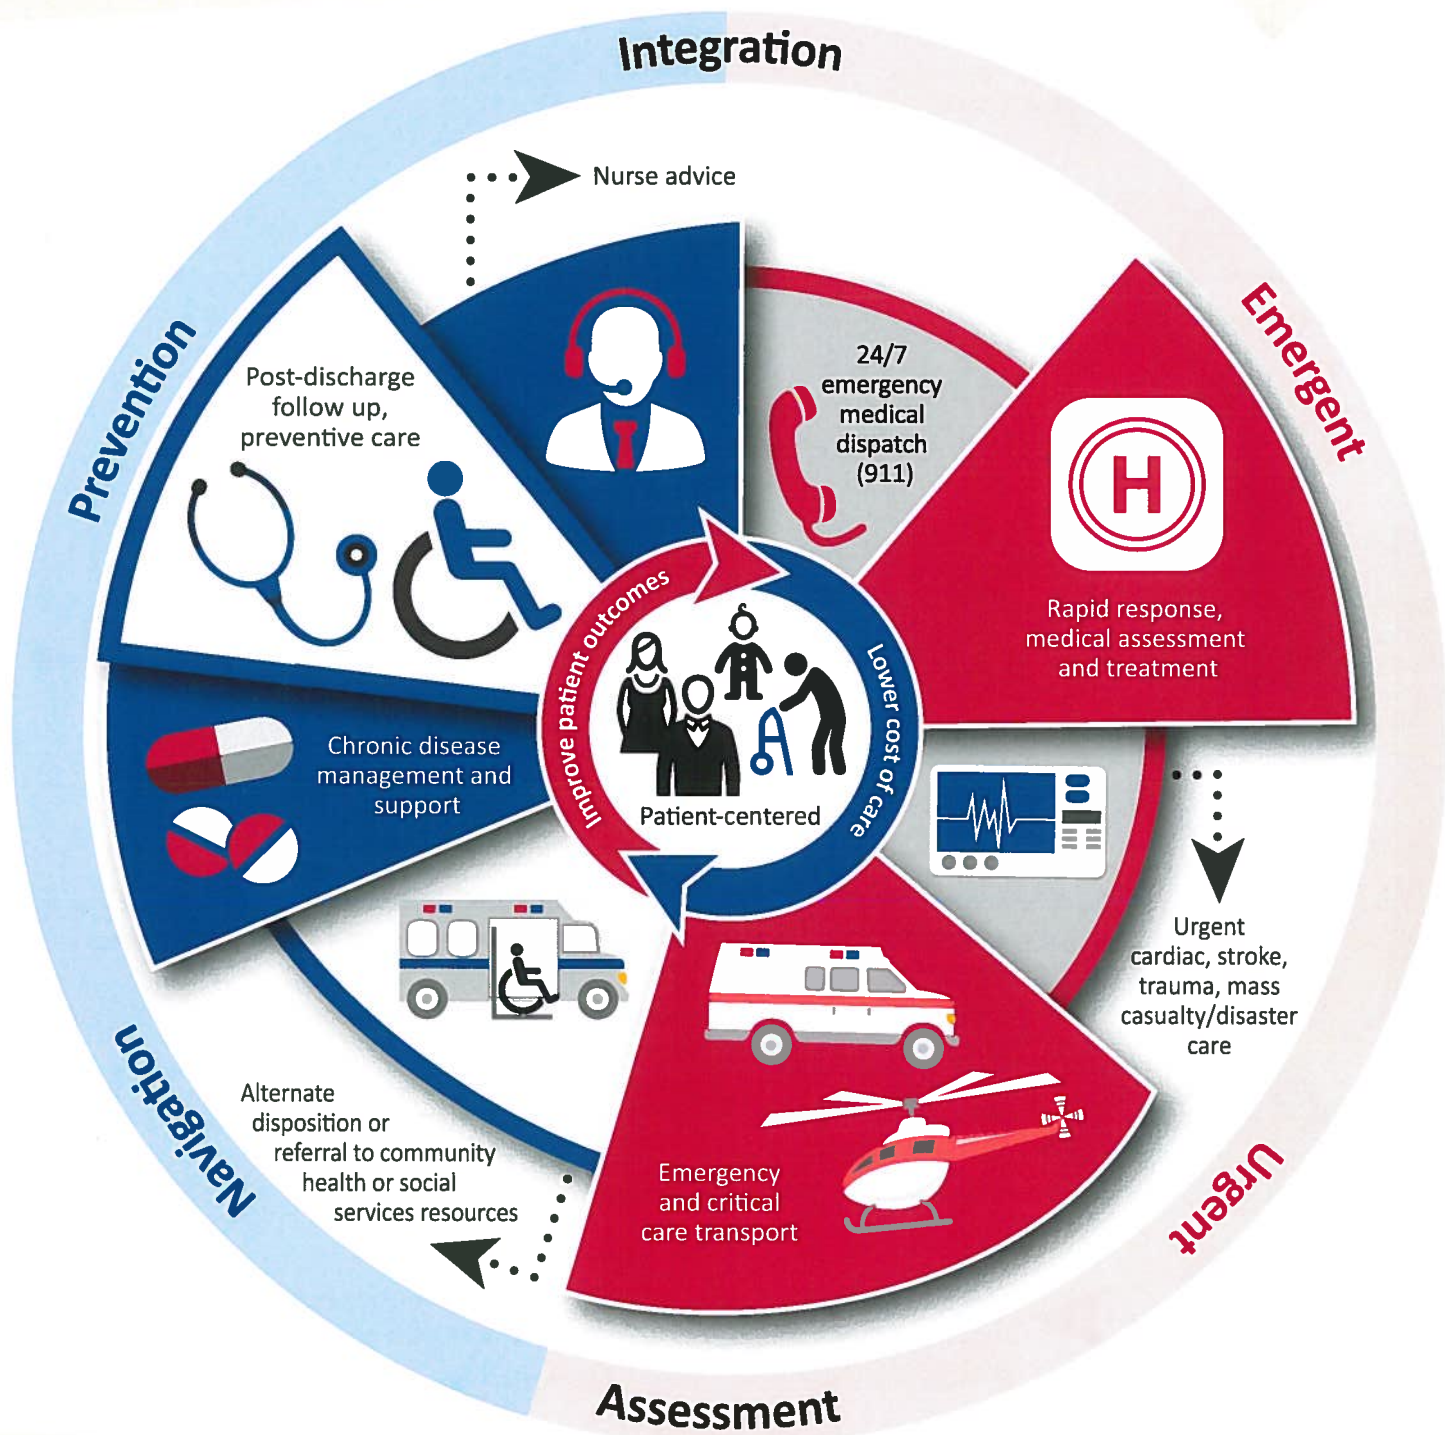 Integration
Nurse advice
Emergent
Prevention
24/7
emergency
medical
dispatch
(911)
Post-discharge
follow up,
preventive care
H
Rapid response,
medical assessment
and treatment
Improve patient outcomes
Lower cost of care
Patient-centered
Chronic disease
management and
support
Urgent
cardiac, stroke,
trauma, mass
casualty/disaster
care
Alternate
disposition or
referral to community
health or social
services resources
Emergency
and critical
care transport
Navigation
Urgent
Assessment